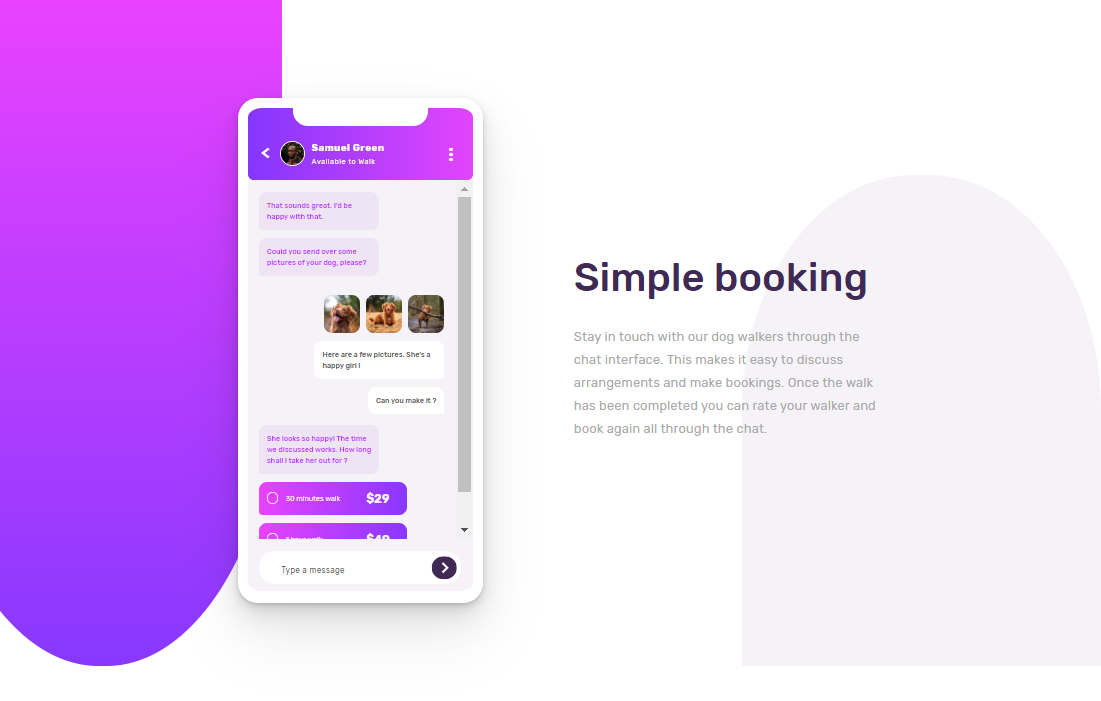 Samuel Green
Available to Walk
That sounds great. I'd be
happy with that.
Could you send over some
pictures of your dog, please?
Here are a few pictures. She's a
happy girl !
Can you make it ?
She looks so happy! The time
we discussed works. How long
shall I take her out for ?
30 minutes walk $29
1 hour walk $49
Type a message
Simple booking
Stay in touch with our dog walkers through the
chat interface. This makes it easy to discuss
arrangements and make bookings. Once the walk
has been completed you can rate your walker and
book again all through the chat.